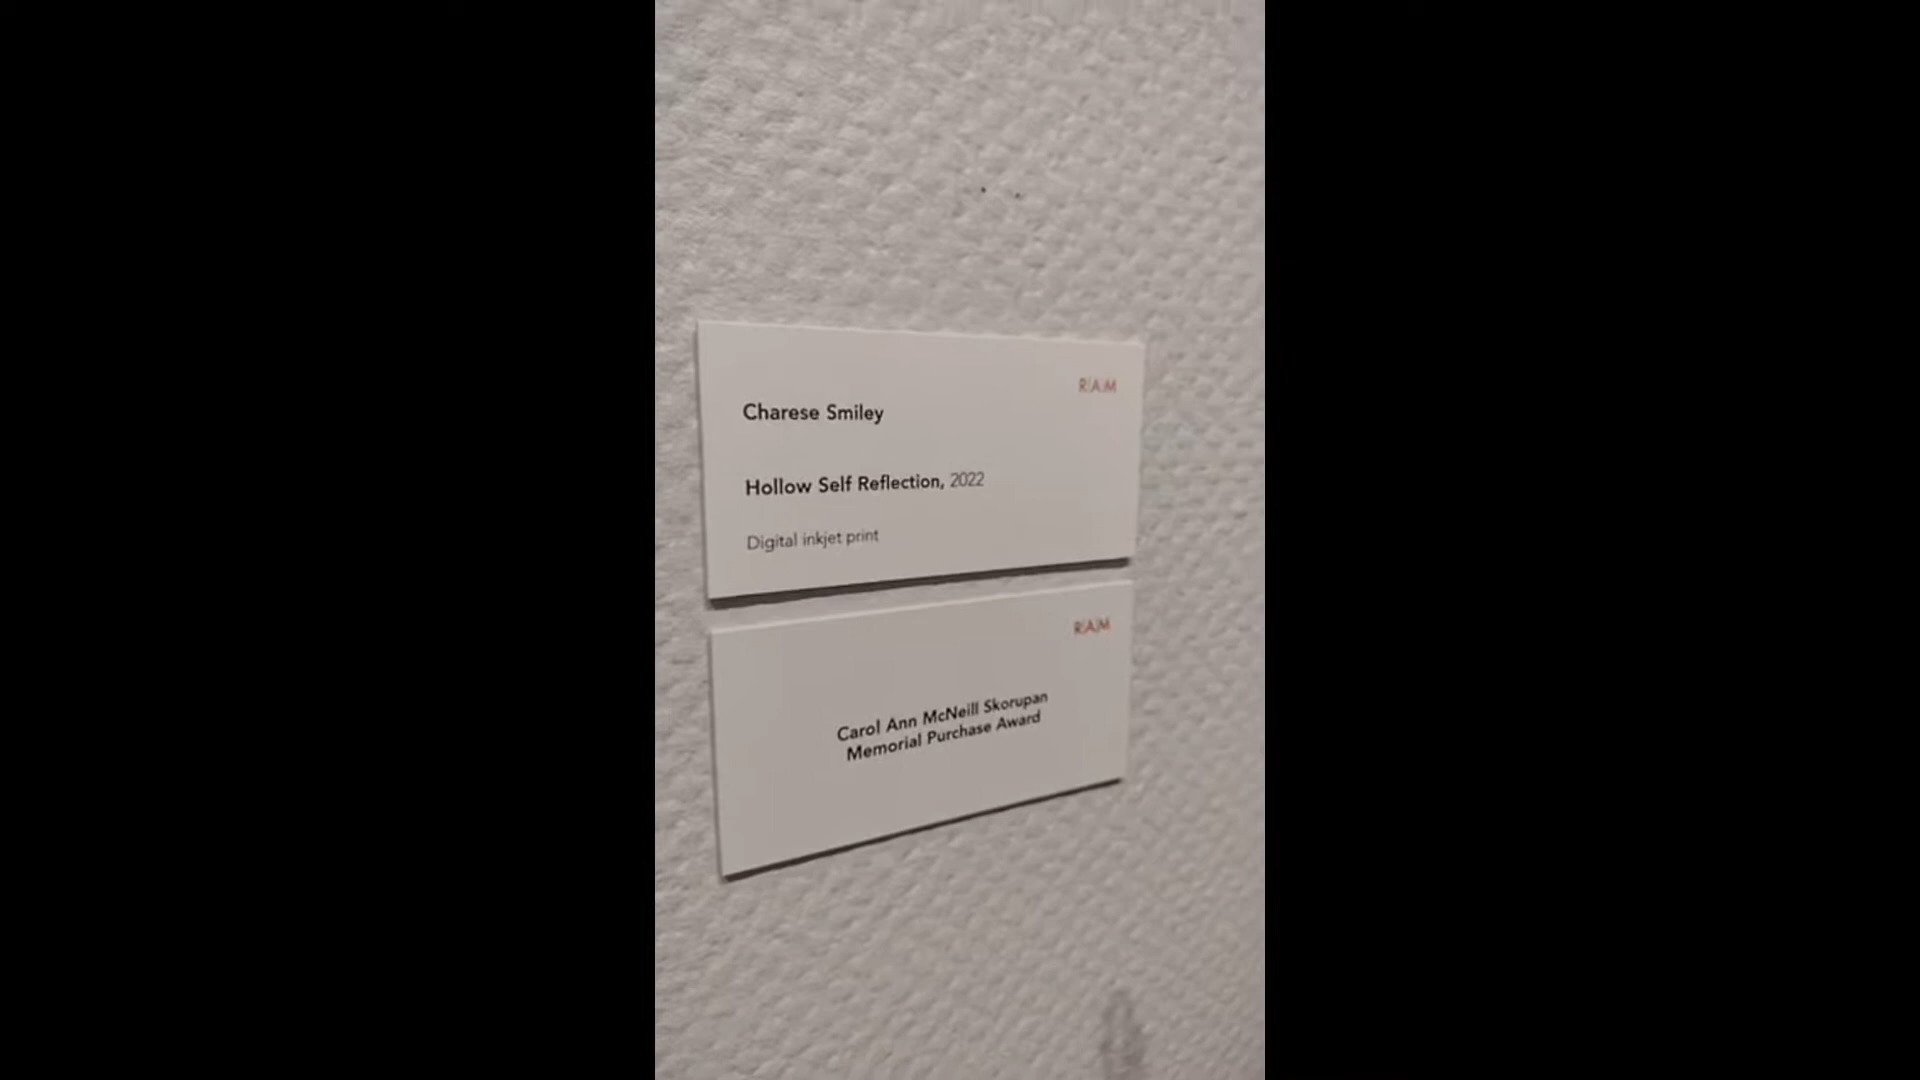 RAM
Charese Smiley
Hollow Self Reflection, 2022
Digital inkjet print
RAM
Carol Ann McNeill Skorupan
Memorial Purchase Award